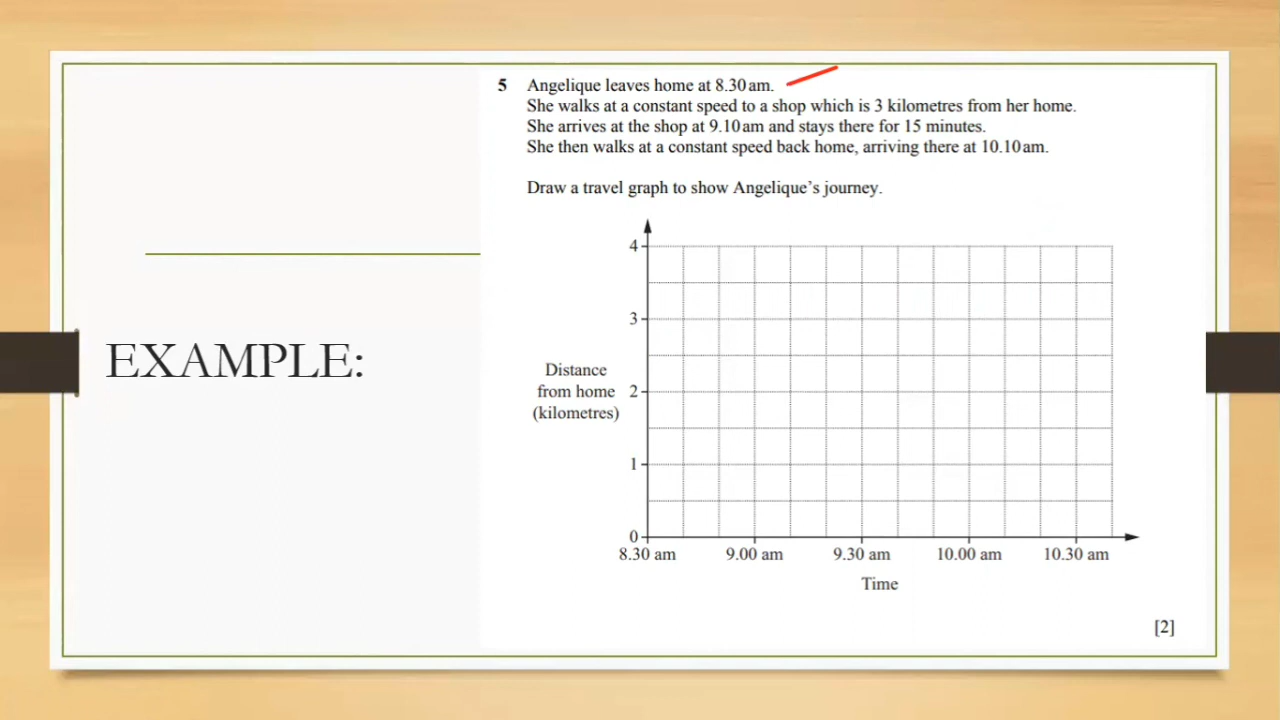 5 Angelique leaves home at 8.30 am.
She walks at a constant speed to a shop which is 3 kilometres from her home.
She arrives at the shop at 9.10 am and stays there for 15 minutes.
She then walks at a constant speed back home, arriving there at 10.10 am.
Draw a travel graph to show Angelique's journey.
EXAMPLE:
4
3
Distance
from home
(kilometres)
2
1
0
8.30 am 9.00 am 9.30 am 10.00 am 10.30 am
Time
[2]